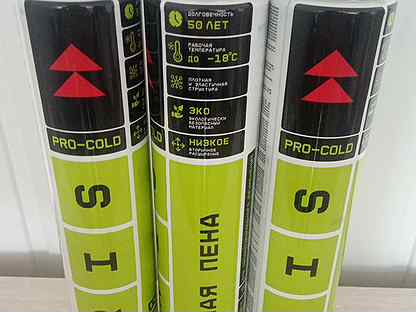 PRO-COLD
S
I
ДОЛГОВЕЧНОСТЬ
50 ЛЕТ
РАБОЧАЯ
ТЕМПЕРАТУРА
ДО -18°C
ПЛОТНАЯ
И ЭЛАСТИЧНАЯ
СТРУКТУРА
ЭКО
ЭКОЛОГИЧЕСКИ
БЕЗОПАСНЫЙ
МАТЕРИАЛ
НИЗКОЕ
ВТОРИЧНОЕ
РАСШИРЕНИЕ
АЯ ПЕНА
PRO-COLD
S
I